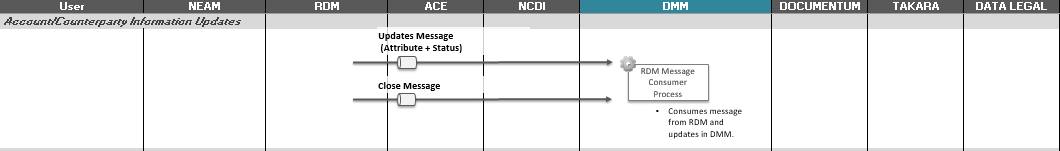 User NEAM RDM ACE NCDI DMM DOCUMENTUM TAKARA DATA LEGAL
Account/Counterparty Information Updates
Updates Message
(Attribute + Status)
Close Message
RDM Message
Consumer
Process
• Consumes message
from RDM and
updates in DMM.